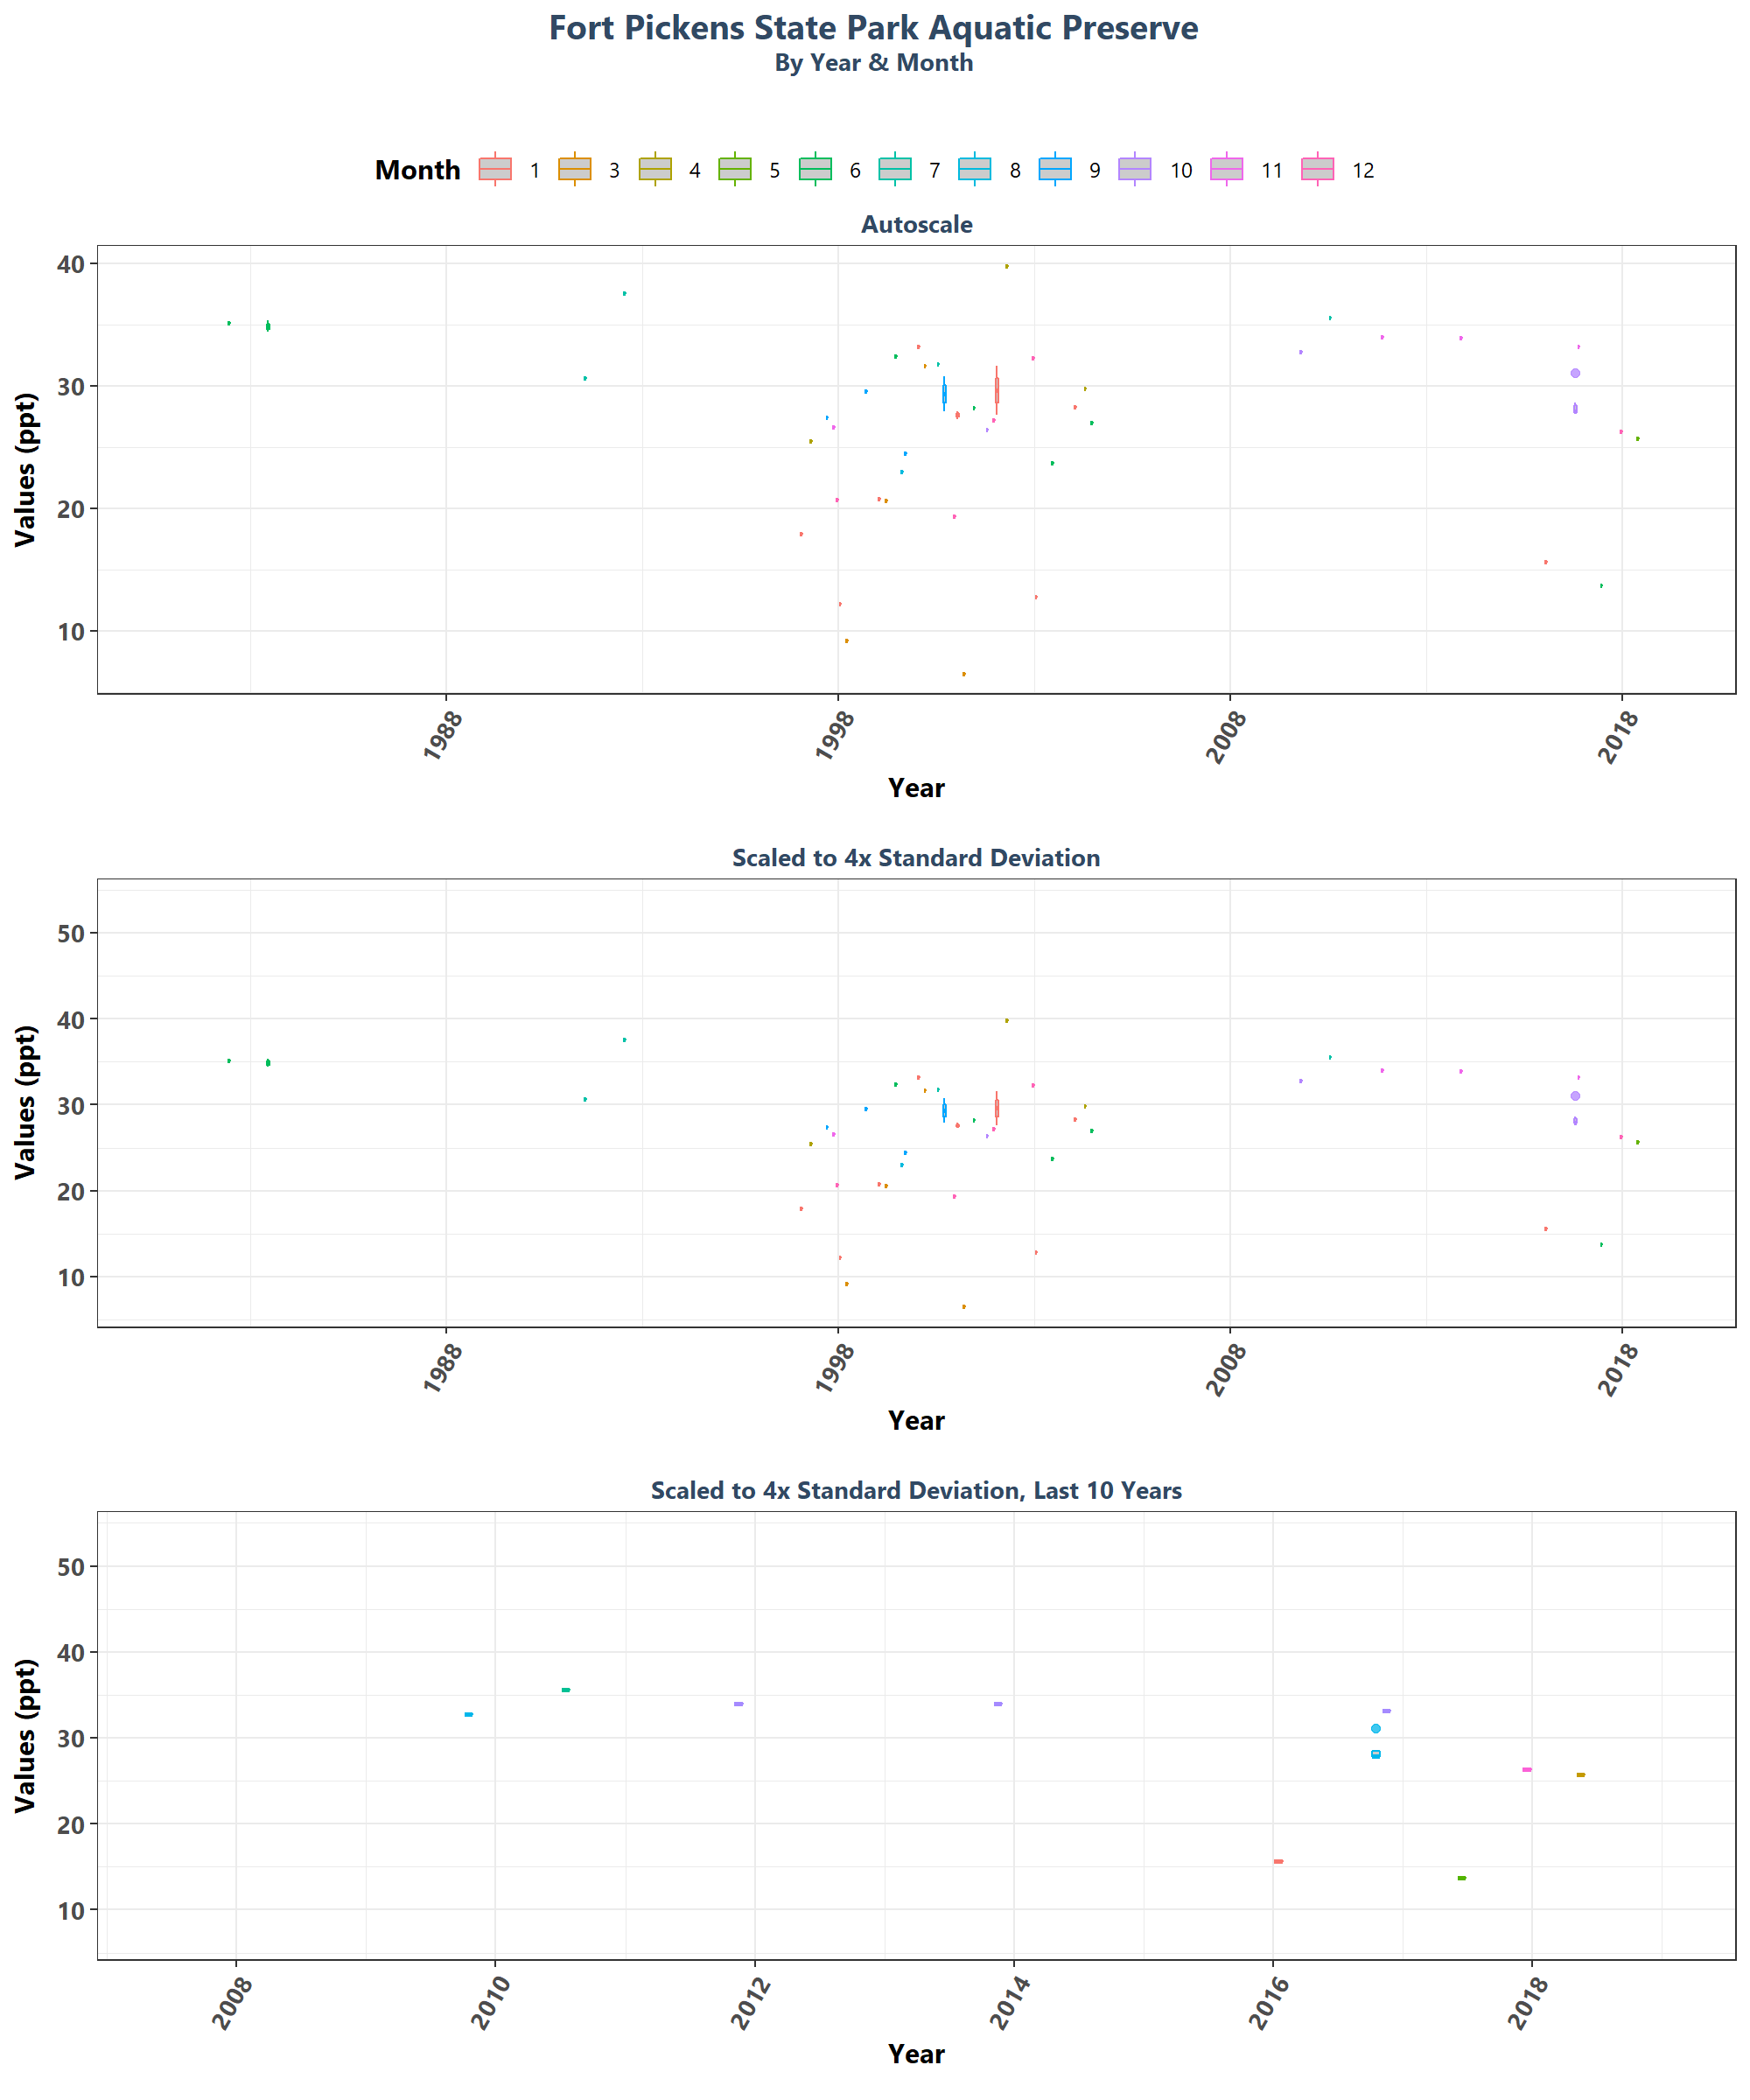 Fort Pickens State Park Aquatic Preserve
By Year & Month
Month 1 3 4 5 6 7 8 9 10 11 12
Autoscale
Values (ppt)
40
30
20
10
1988 1998 2008 2018
Year
Scaled to 4x Standard Deviation
Values (ppt)
50
40
30
20
10
1988 1998 2008 2018
Year
Scaled to 4x Standard Deviation, Last 10 Years
Values (ppt)
50
40
30
20
10
2008 2010 2012 2014 2016 2018
Year